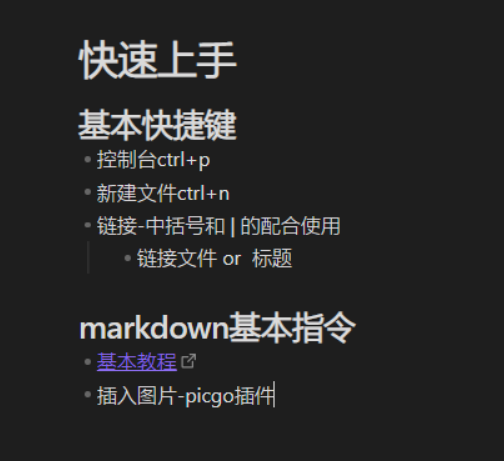 快速上手
基本快捷键
控制台ctrl+p
新建文件ctrl+n
链接-中括号和 | 的配合使用
链接文件 or 标题
markdown基本指令
基本教程
插入图片-picgo插件